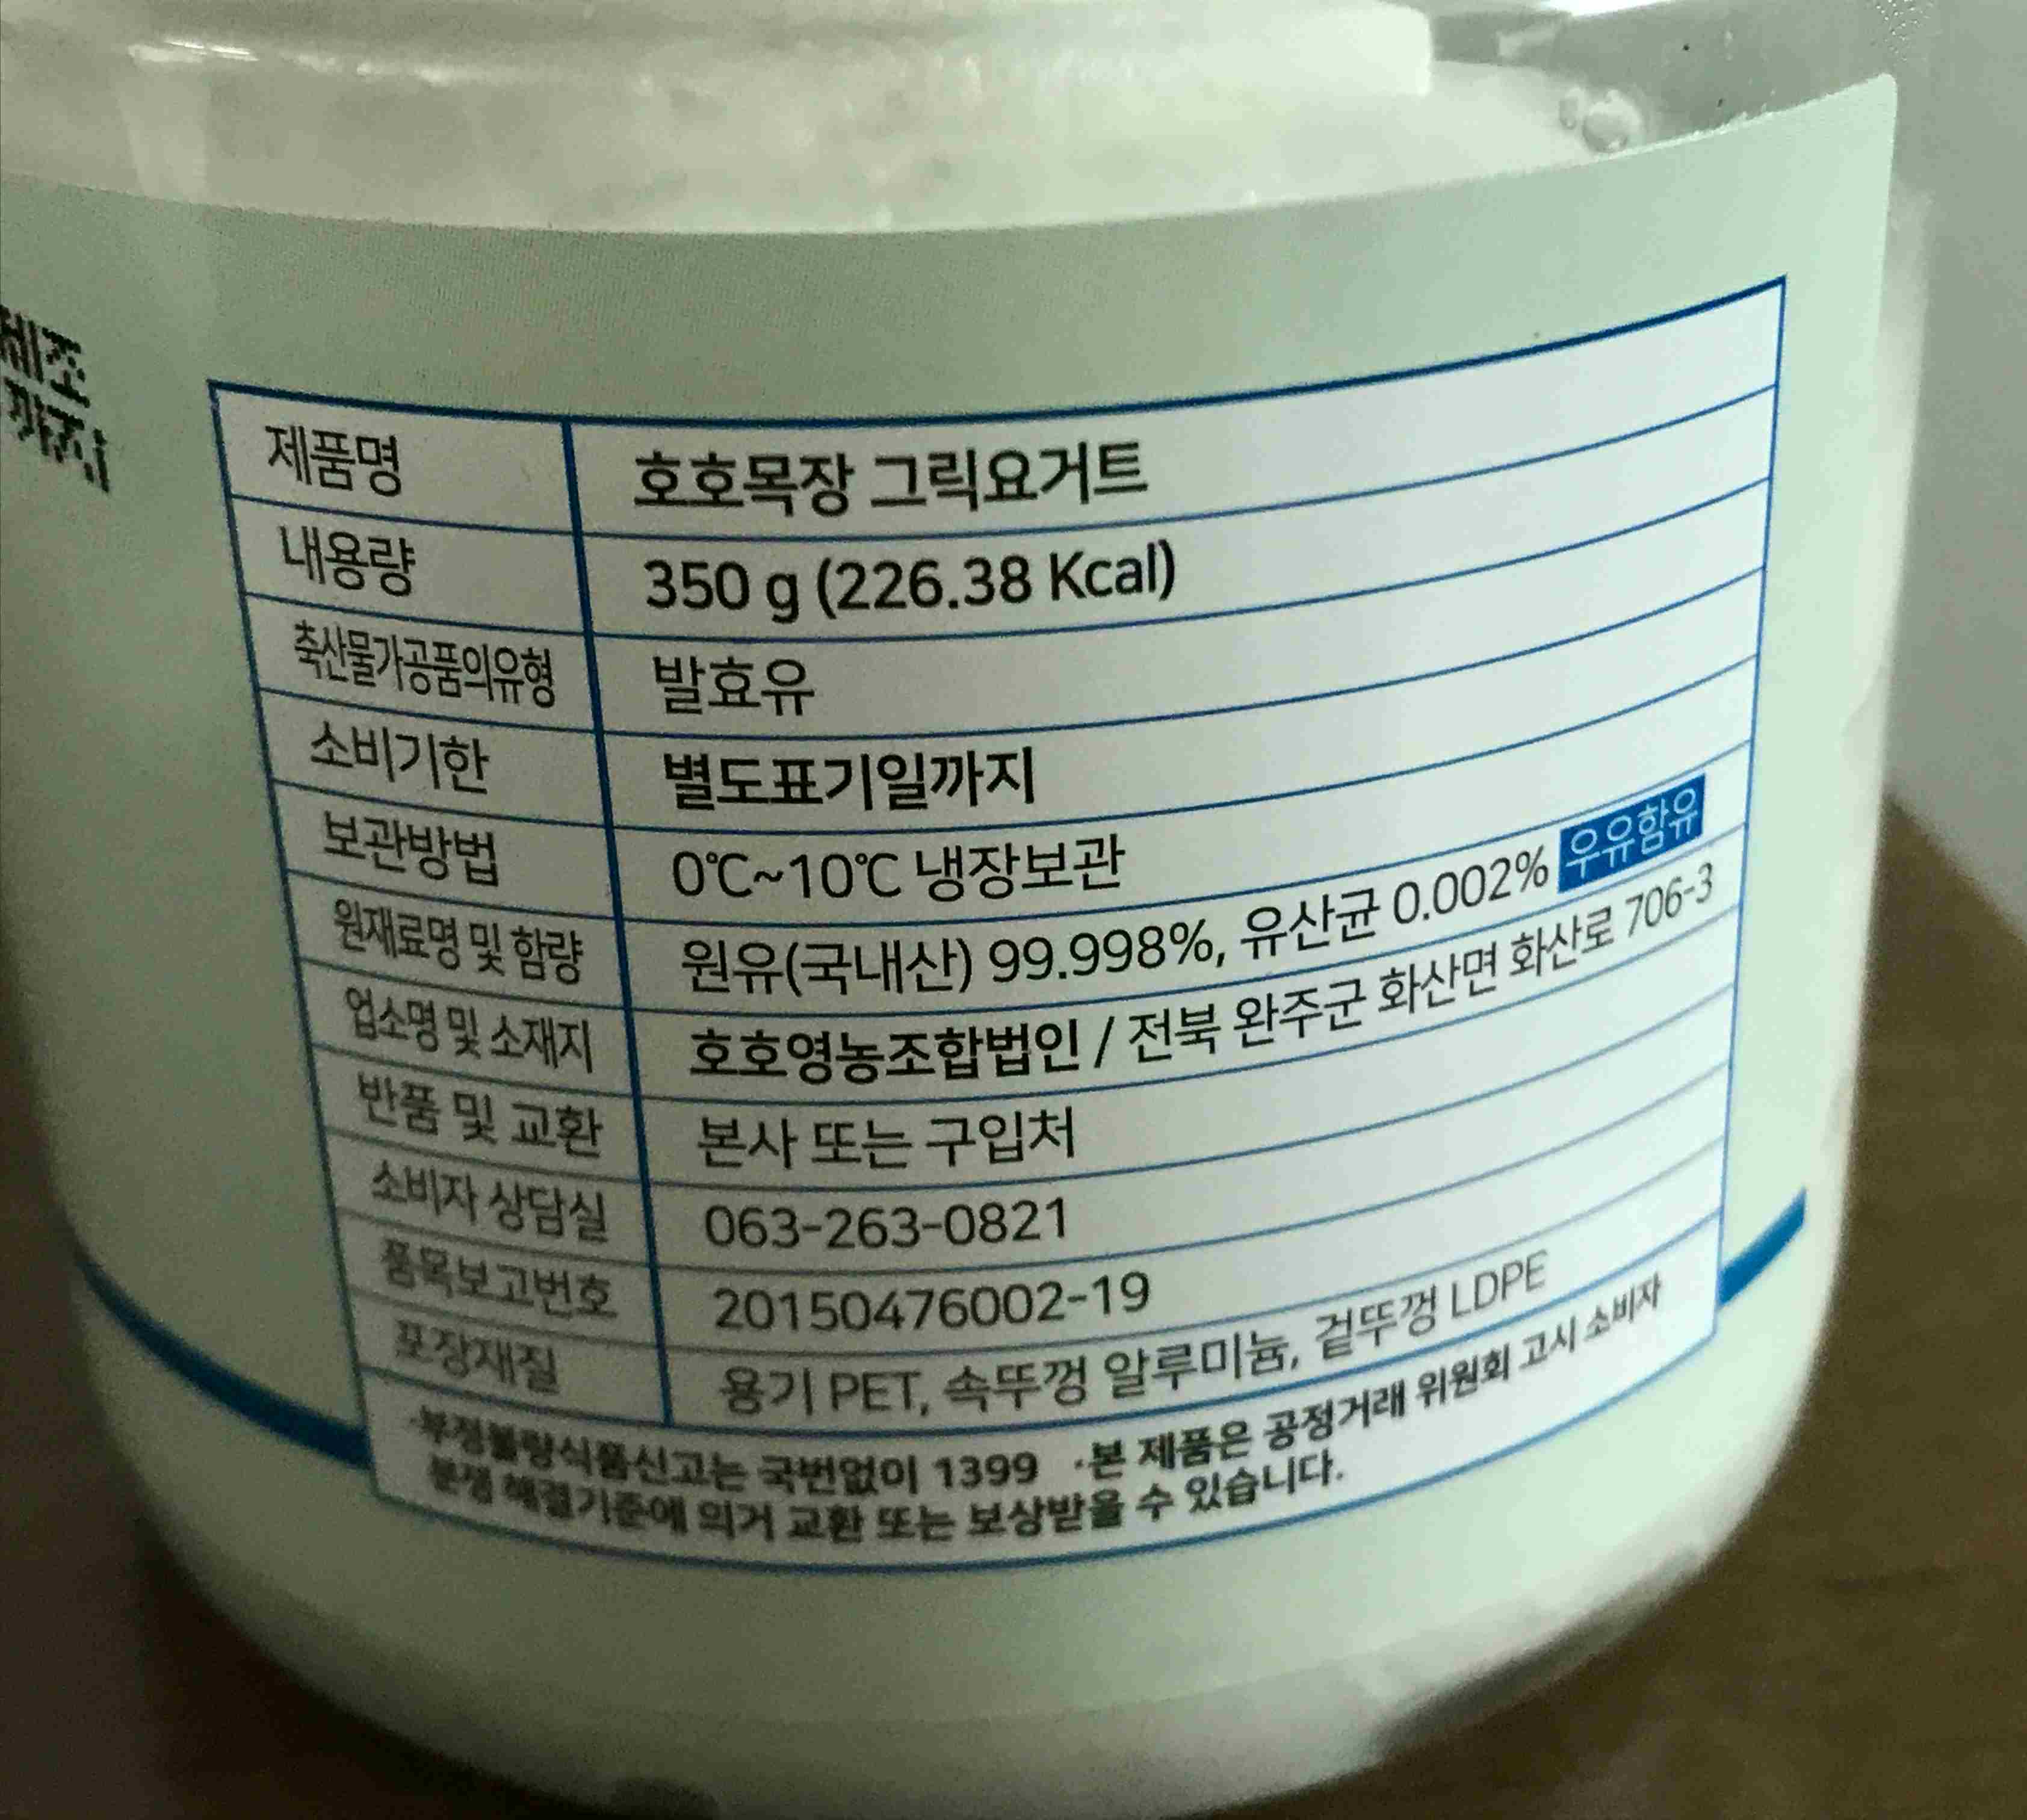 제조
까지
제품명 호호목장 그릭요거트
내용량 350 g (226.38 Kcal)
축산물가공품의유형 발효유
소비기한 별도표기일까지
보관방법 0℃~10℃ 냉장보관
원재료명 및 함량 원유(국내산) 99.998%, 유산균 0.002% 우유함유
업소명 및 소재지 호호영농조합법인 / 전북 완주군 화산면 화산로 706-3
반품 및 교환 본사 또는 구입처
소비자 상담실 063-263-0821
품목보고번호 20150476002-19
포장재질 용기 PET, 속뚜껑 알루미늄, 겉뚜껑 LDPE
·부정불량식품신고는 국번없이 1399 ·본 제품은 공정거래 위원회 고시 소비자
분쟁 해결기준에 의거 교환 또는 보상받을 수 있습니다.